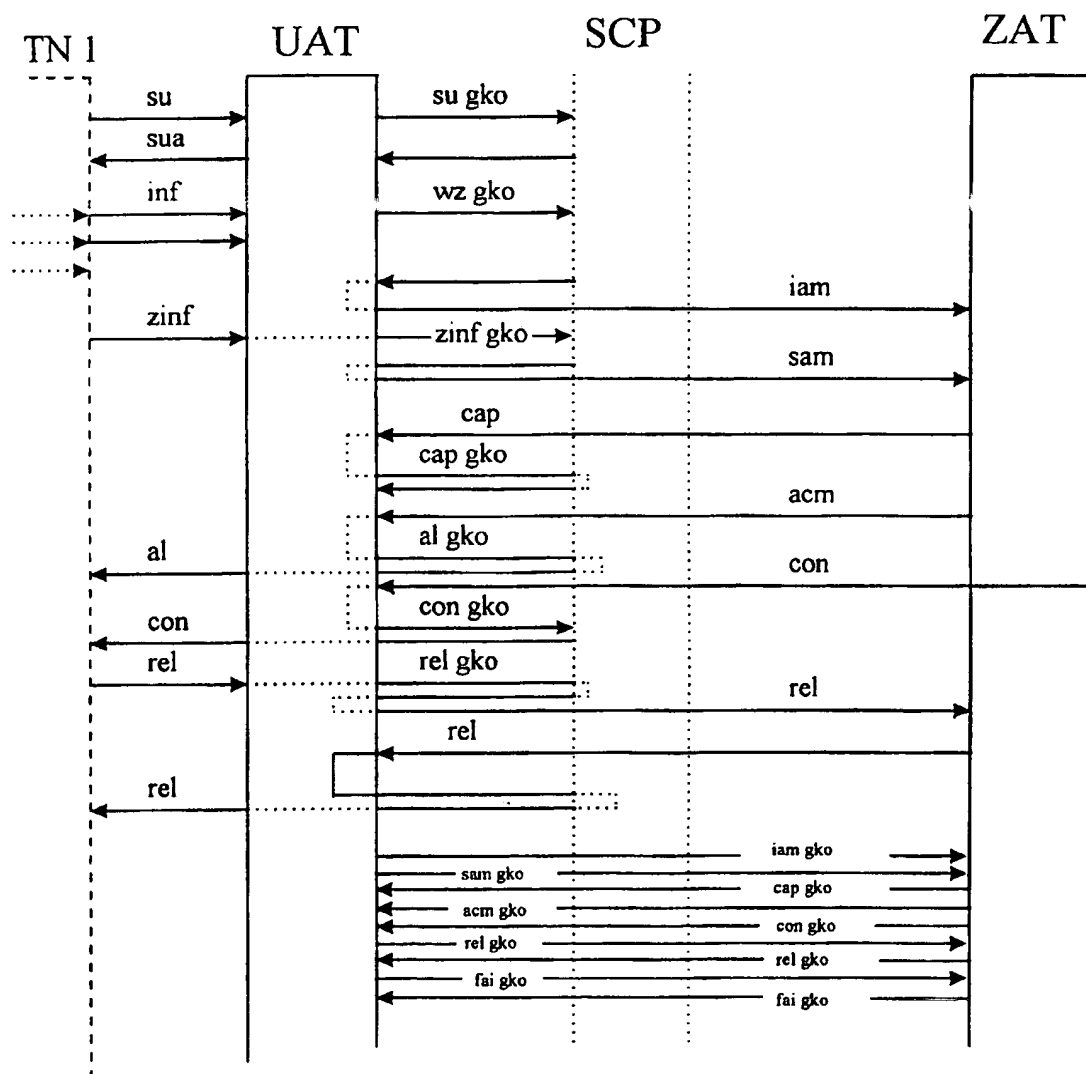 TN 1 UAT SCP ZAT
su su gko
sua
inf wz gko
iam
zinf zinf gko
sam
cap
cap gko
acm
al gko
al con
con gko
con
rel rel gko
rel
rel
rel
iam gko
sam gko
cap gko
acm gko
con gko
rel gko
rel gko
fai gko
fai gko